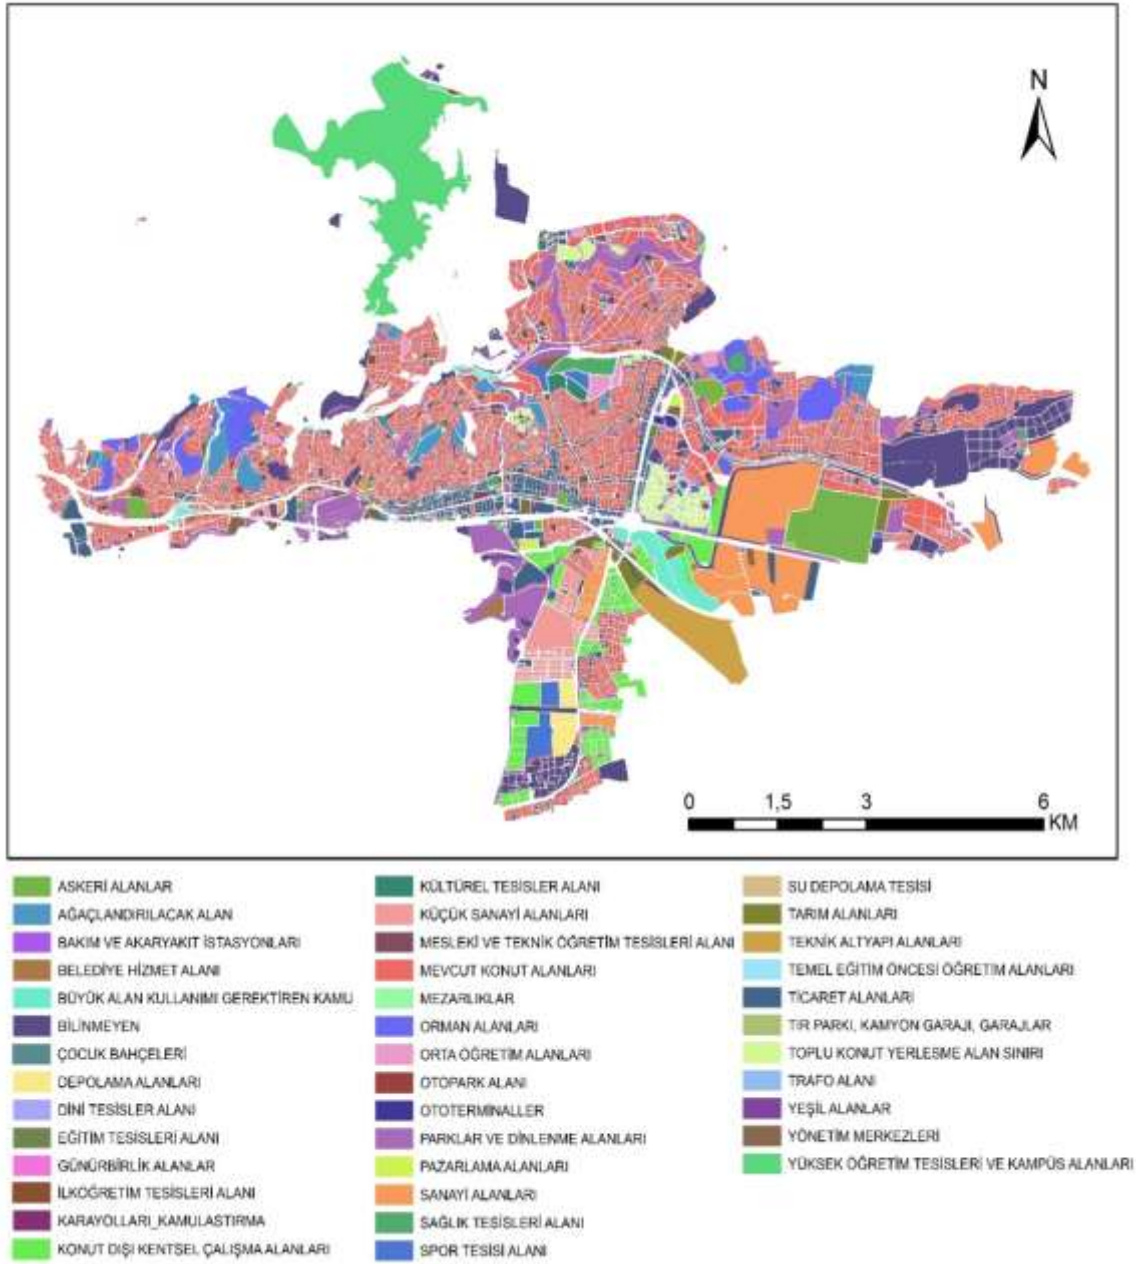 N
0 1,5 3 6
KM
ASKERİ ALANLAR
AĞAÇLANDIRILACAK ALAN
BAKIM VE AKARYAKIT İSTASYONLARI
BELEDİYE HİZMET ALANI
BÜYÜK ALAN KULLANIMI GEREKTİREN KAMU
BİLİNMEYEN
ÇOCUK BAHÇELERİ
DEPOLAMA ALANLARI
DİNİ TESİSLER ALANI
EĞİTİM TESİSLERİ ALANI
GÜNÜRBİRLİK ALANLAR
İLKÖĞRETİM TESİSLERİ ALANI
KARAYOLLARI_KAMULASTIRMA
KONUT DIŞI KENTSEL ÇALIŞMA ALANLARI
KÜLTÜREL TESİSLER ALANI
KÜÇÜK SANAYİ ALANLARI
MESLEKİ VE TEKNİK ÖĞRETİM TESİSLERİ ALANI
MEVCUT KONUT ALANLARI
MEZARLIKLAR
ORMAN ALANLARI
ORTA ÖĞRETİM ALANLARI
OTOPARK ALANI
OTOTERMİNALLER
PARKLAR VE DİNLENME ALANLARI
PAZARLAMA ALANLARI
SANAYİ ALANLARI
SAĞLIK TESİSLERİ ALANI
SPOR TESİSİ ALANI
SU DEPOLAMA TESİSİ
TARIM ALANLARI
TEKNİK ALTYAPI ALANLARI
TEMEL EĞİTİM ÖNCESİ ÖĞRETİM ALANLARI
TİCARET ALANLARI
TIR PARKI, KAMYON GARAJI, GARAJLAR
TOPLU KONUT YERLESME ALAN SINIRI
TRAFO ALANI
YEŞİL ALANLAR
YÖNETİM MERKEZLERİ
YÜKSEK ÖĞRETİM TESİSLERİ VE KAMPÜS ALANLARI